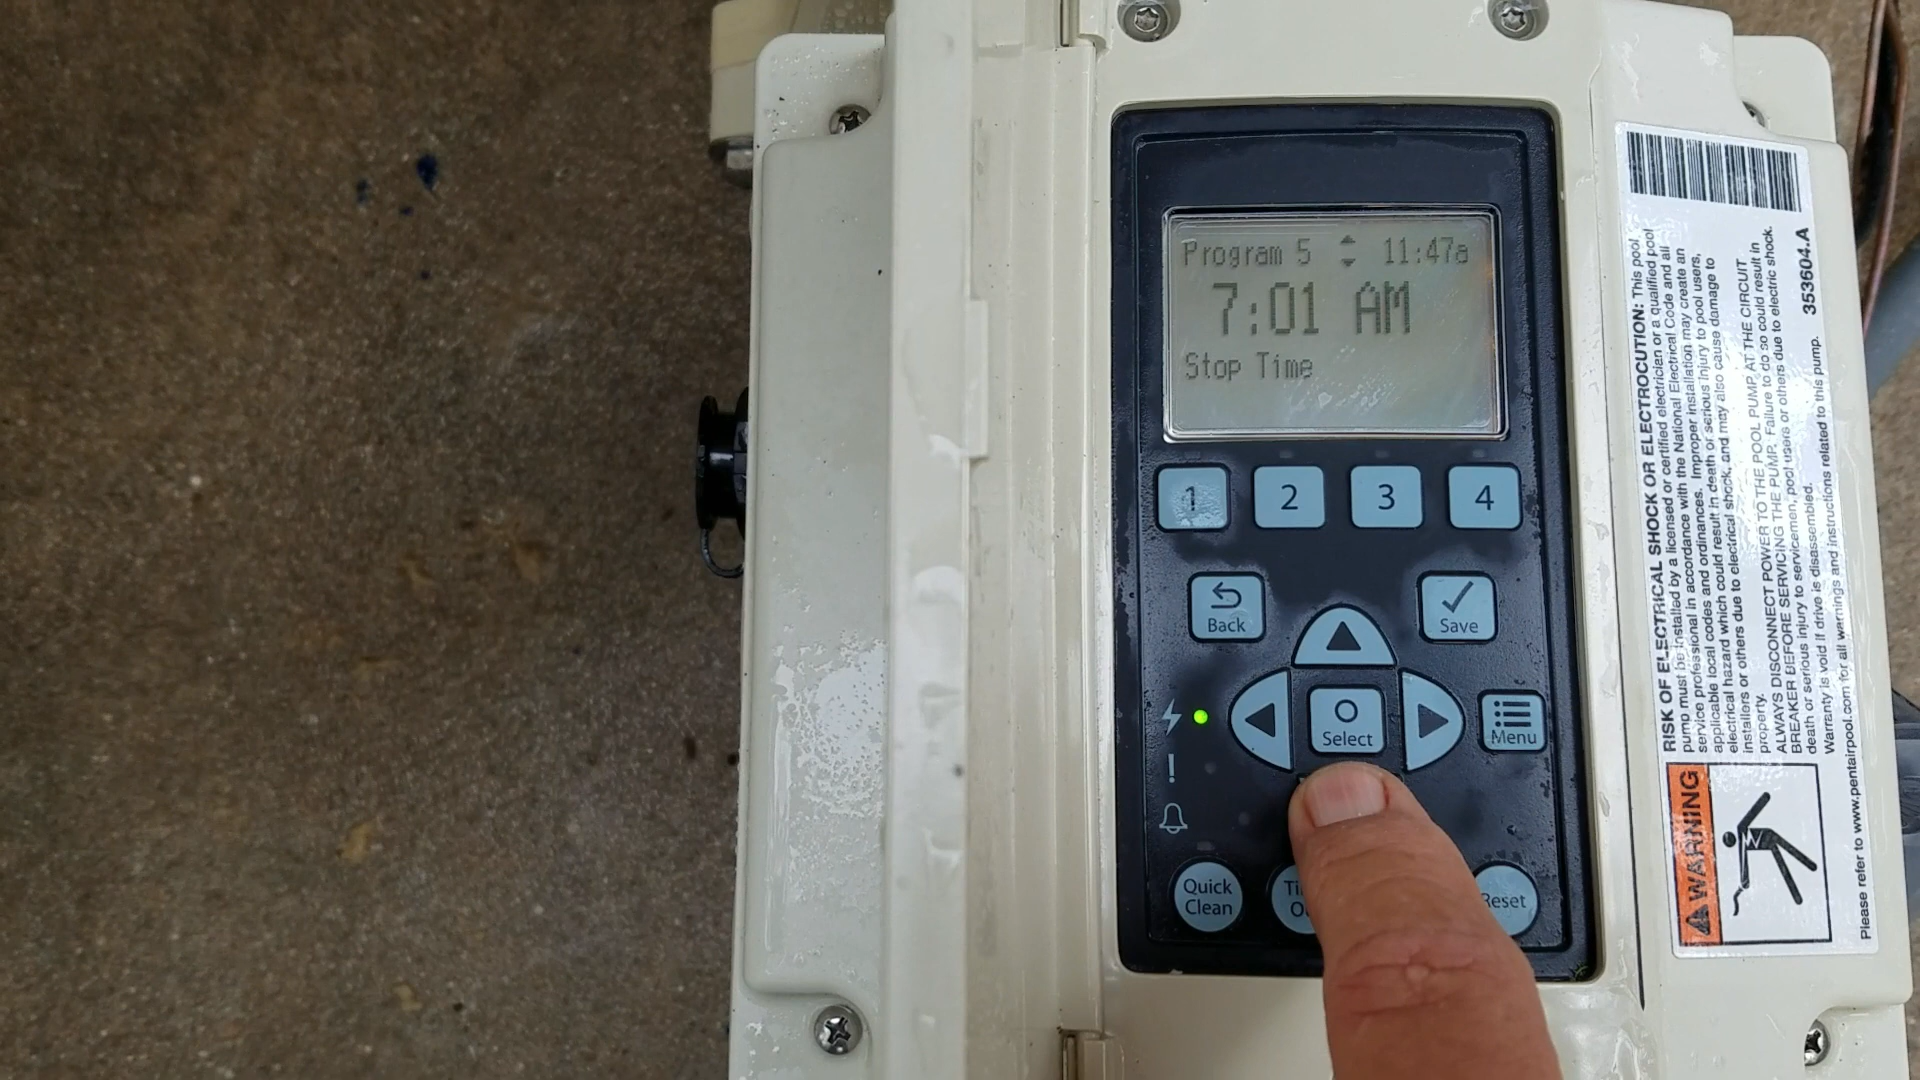 Program 5 11:47a
7:01 AM
Stop Time
1 2 3 4
Back
Save
Select
Menu
Quick
Clean
Reset
353604.A
RISK OF ELECTRICAL SHOCK OR ELECTROCUTION: This pool
pump must be installed by a licensed or certified electrician or a qualified pool
service professional in accordance with the National Electrical Code and all
applicable local codes and ordinances. Improper installation may create an
electrical hazard which could result in death or serious injury to pool users,
installers or others due to electrical shock, and may also cause damage to
property.
ALWAYS DISCONNECT POWER TO THE POOL PUMP AT THE CIRCUIT
BREAKER BEFORE SERVICING THE PUMP. Failure to do so could result in
death or serious injury to servicemen, pool users or others due to electric shock.
Warranty is void if drive is disassembled.
WARNING
Please refer to www.pentairpool.com for all warnings and instructions related to this pump.